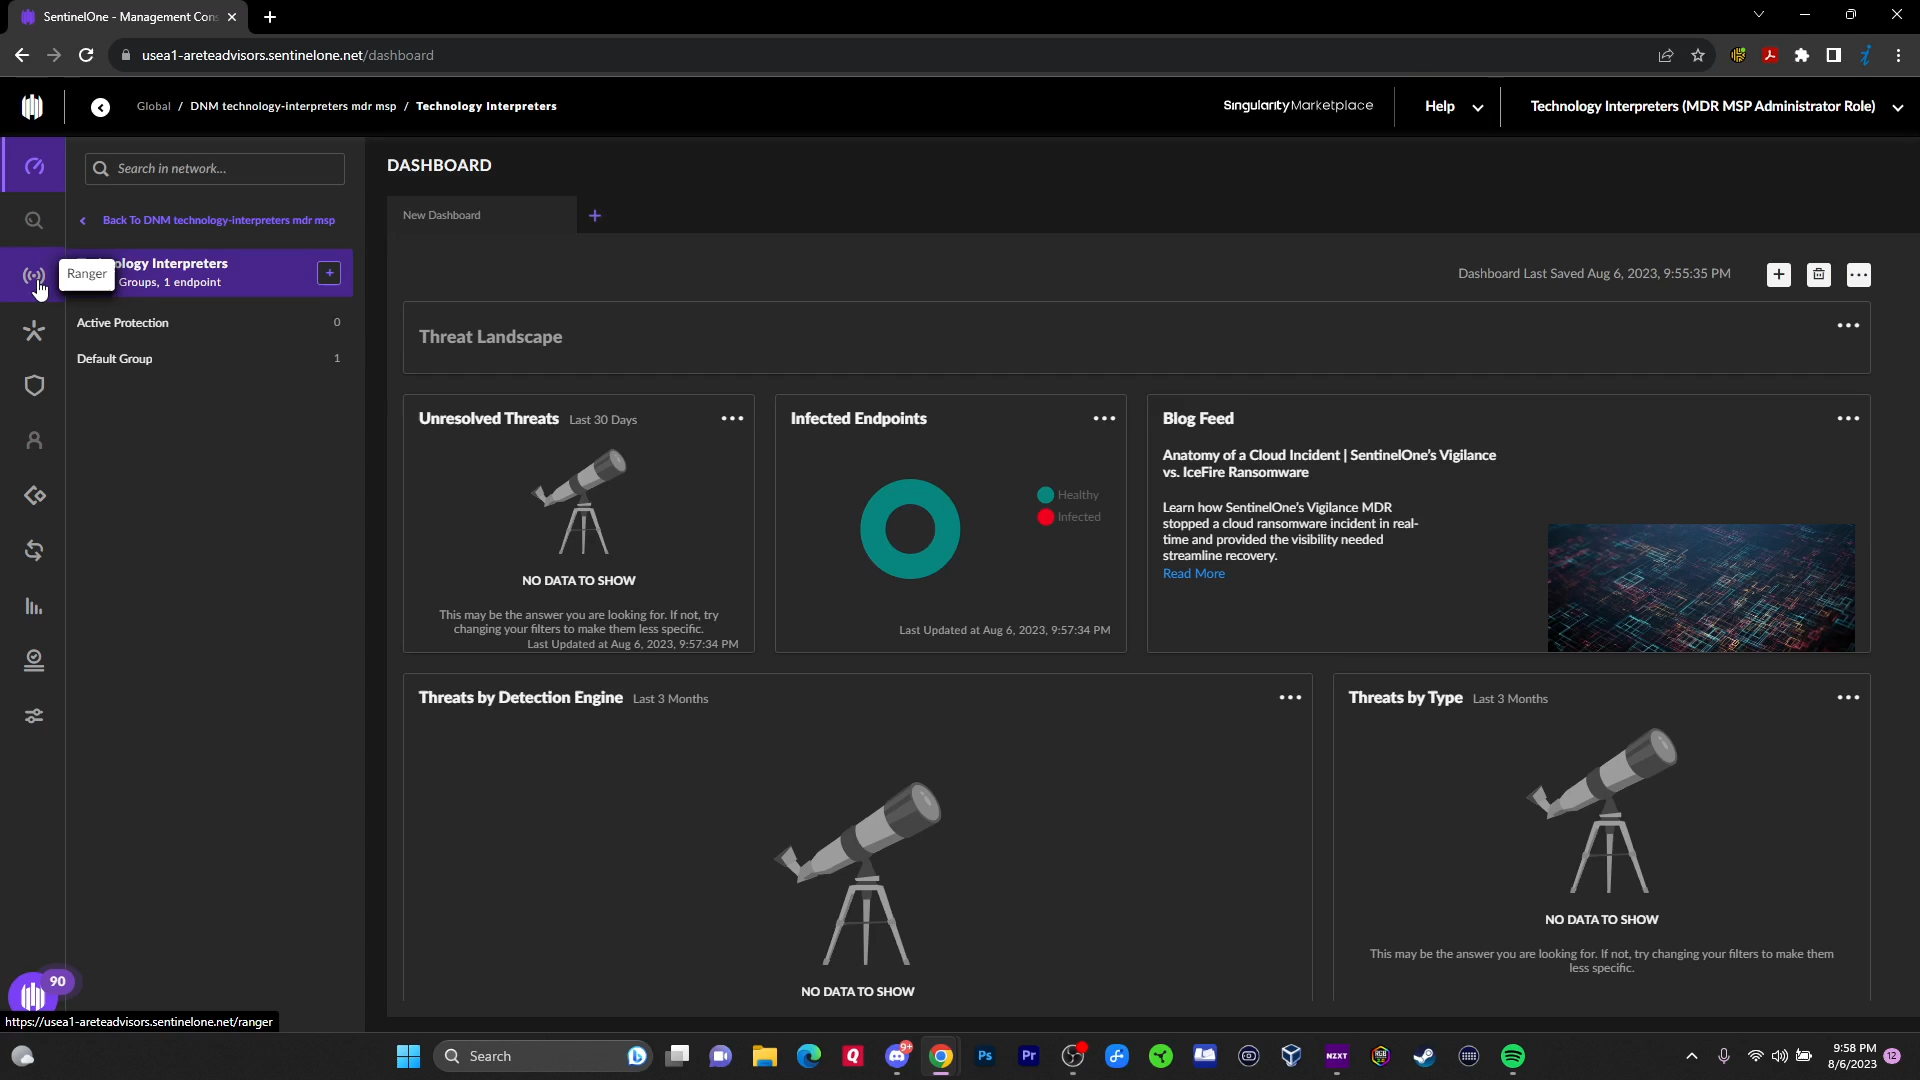 SentinelOne - Management Con
usea1-areteadvisors.sentinelone.net/dashboard
Global / DNM technology-interpreters mdr msp / Technology Interpreters
Singularity Marketplace
Help
Technology Interpreters (MDR MSP Administrator Role)
Search in network...
Back To DNM technology-interpreters mdr msp
ology Interpreters
Groups, 1 endpoint
+
Ranger
Active Protection 0
Default Group 1
DASHBOARD
New Dashboard
+
Dashboard Last Saved Aug 6, 2023, 9:55:35 PM
Threat Landscape
Unresolved Threats Last 30 Days
NO DATA TO SHOW
This may be the answer you are looking for. If not, try
changing your filters to make them less specific.
Last Updated at Aug 6, 2023, 9:57:34 PM
Infected Endpoints
Healthy
Infected
Last Updated at Aug 6, 2023, 9:57:34 PM
Blog Feed
Anatomy of a Cloud Incident | SentinelOne's Vigilance
vs. IceFire Ransomware
Learn how SentinelOne's Vigilance MDR
stopped a cloud ransomware incident in real-
time and provided the visibility needed
streamline recovery.
Read More
Threats by Detection Engine Last 3 Months
NO DATA TO SHOW
Threats by Type Last 3 Months
NO DATA TO SHOW
This may be the answer you are looking for. If not, try changing your filters to make them
less specific.
90
https://usea1-areteadvisors.sentinelone.net/ranger
Search
9+
Ps
Pr
NZXT
9:58 PM
8/6/2023
12